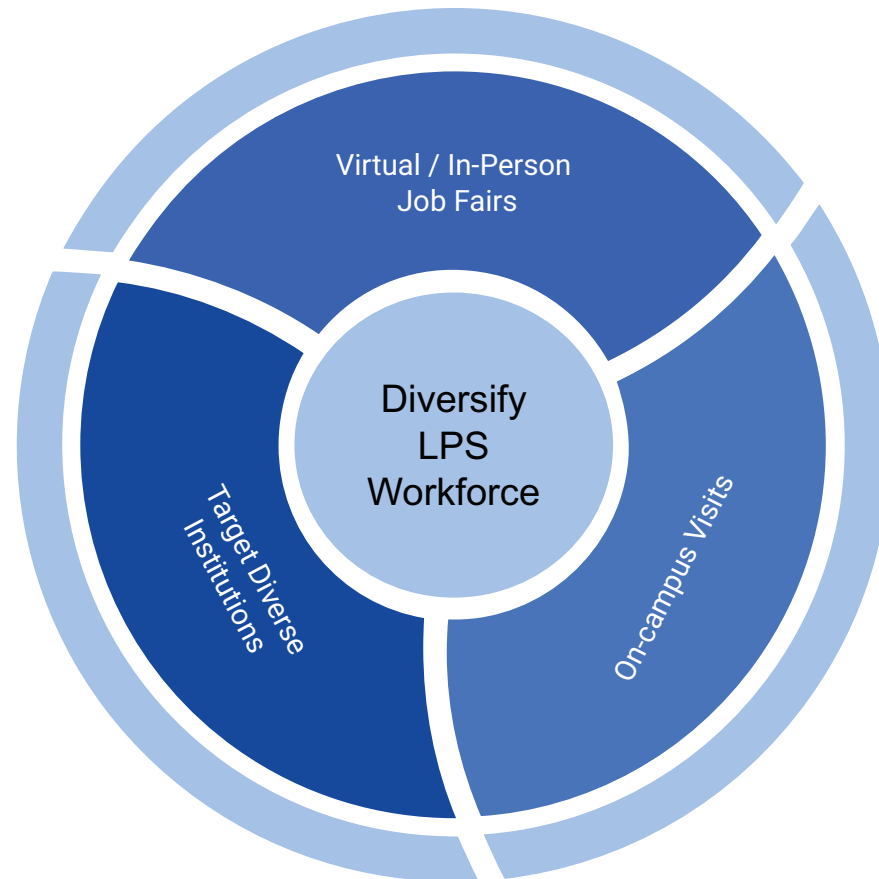 Virtual / In-Person
Job Fairs
Diversify
LPS
Workforce
Target Diverse
Institutions
On-campus Visits